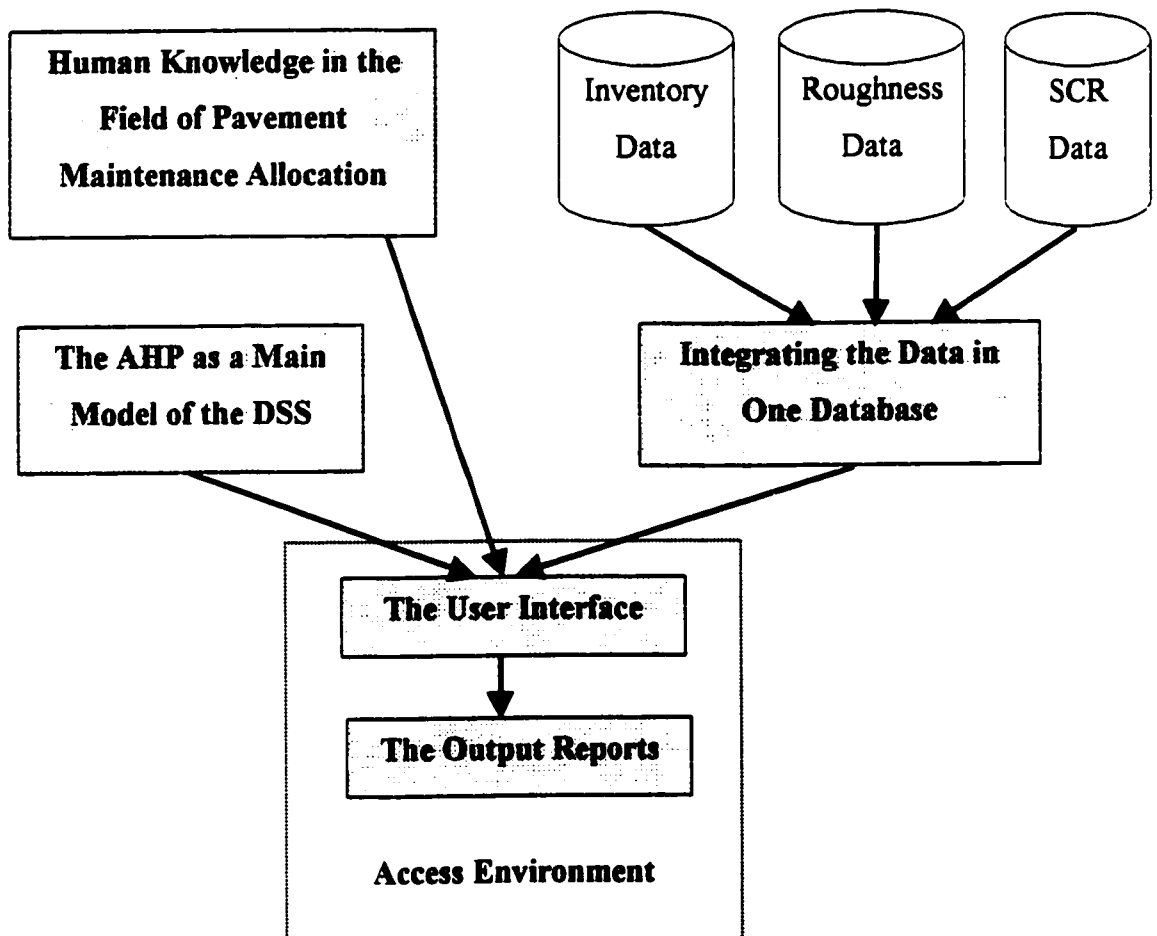 Human Knowledge in the
Field of Pavement
Maintenance Allocation
Inventory
Data
Roughness
Data
SCR
Data
The AHP as a Main
Model of the DSS
Integrating the Data in
One Database
The User Interface
The Output Reports
Access Environment